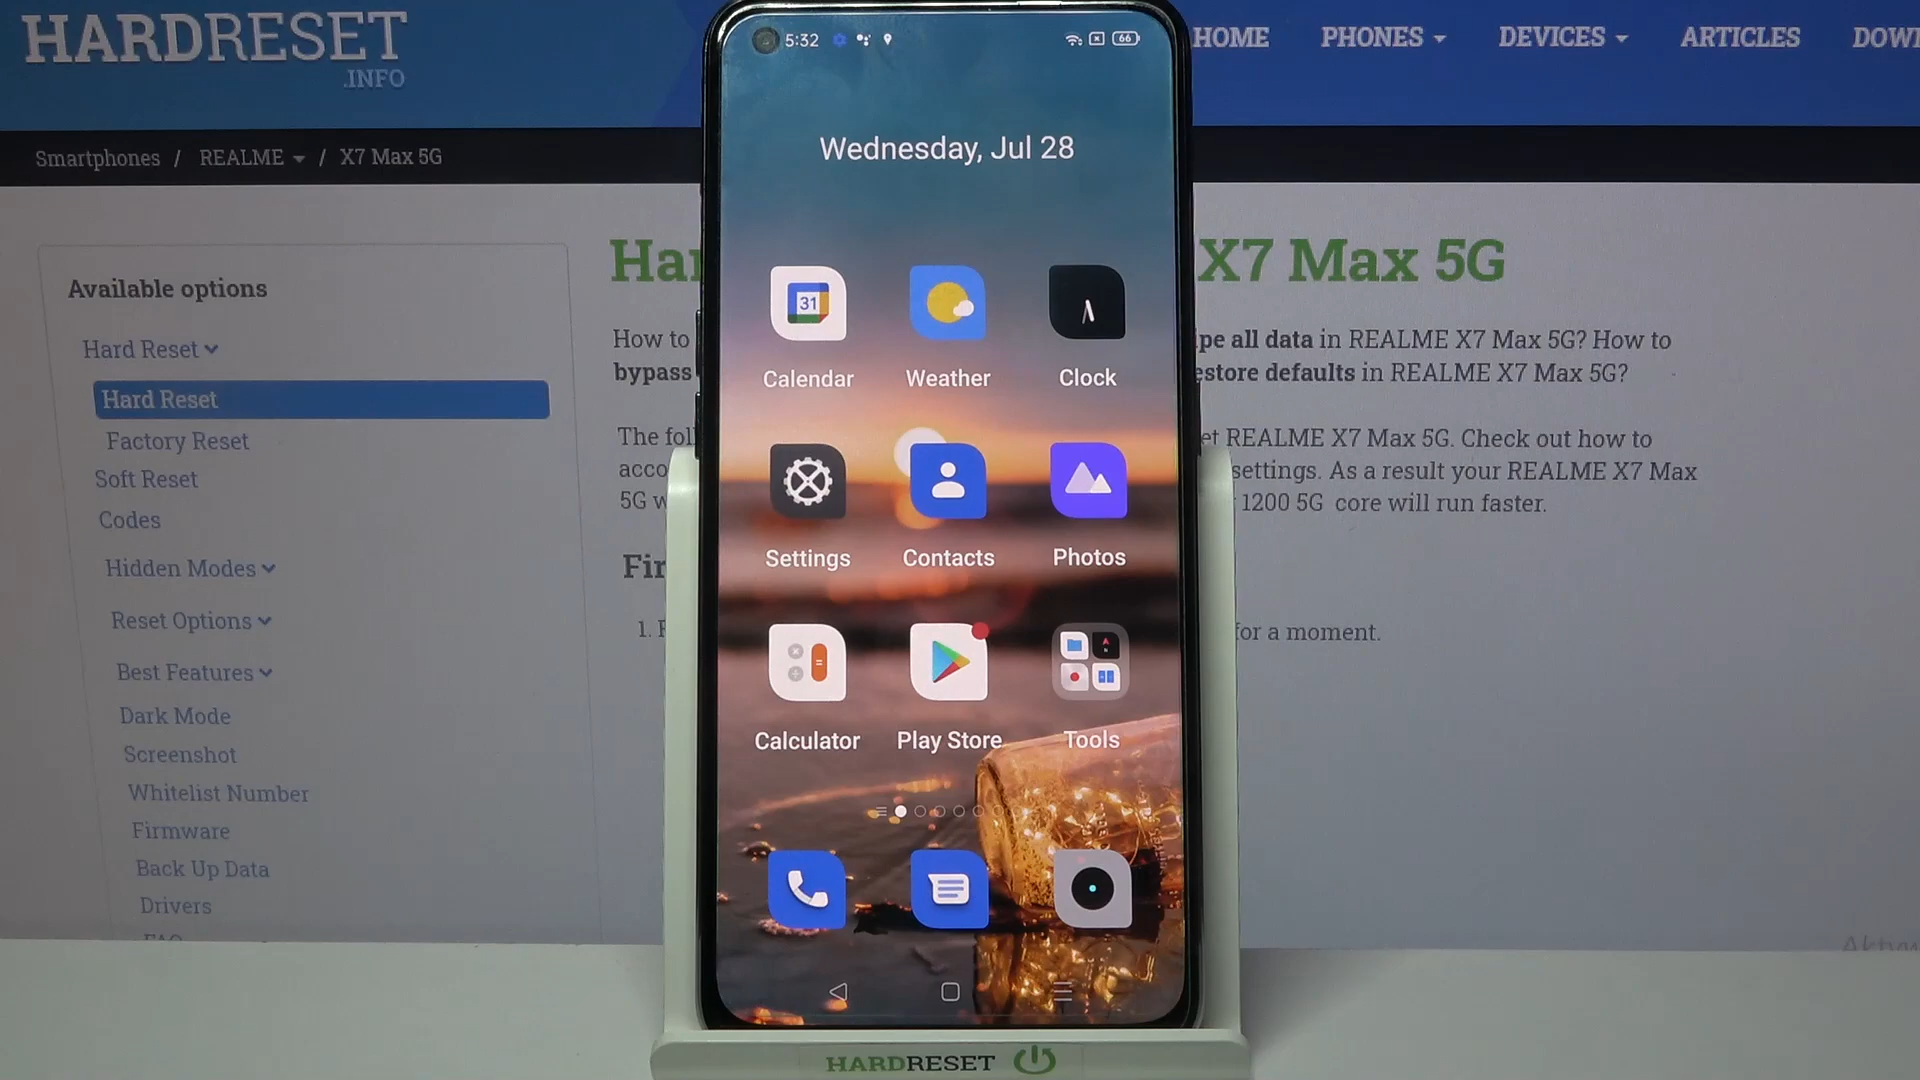 HARDRESET
.INFO
HOME PHONES DEVICES ARTICLES
Smartphones / REALME / X7 Max 5G
Available options
Hard Reset
Hard Reset
Factory Reset
Soft Reset
Codes
Hidden Modes
Reset Options
Best Features
Dark Mode
Screenshot
Whitelist Number
Firmware
Back Up Data
Drivers
FAQ
X7 Max 5G
How to
all data in REALME X7 Max 5G? How to
bypass
defaults in REALME X7 Max 5G?
The
REALME X7 Max 5G. Check out how to
settings. As a result your REALME X7 Max
5G
1200 5G core will run faster.
1.
for a moment.
5:32
66
Wednesday, Jul 28
31
Calendar Weather Clock
Settings Contacts Photos
Calculator Play Store Tools
HARDRESET